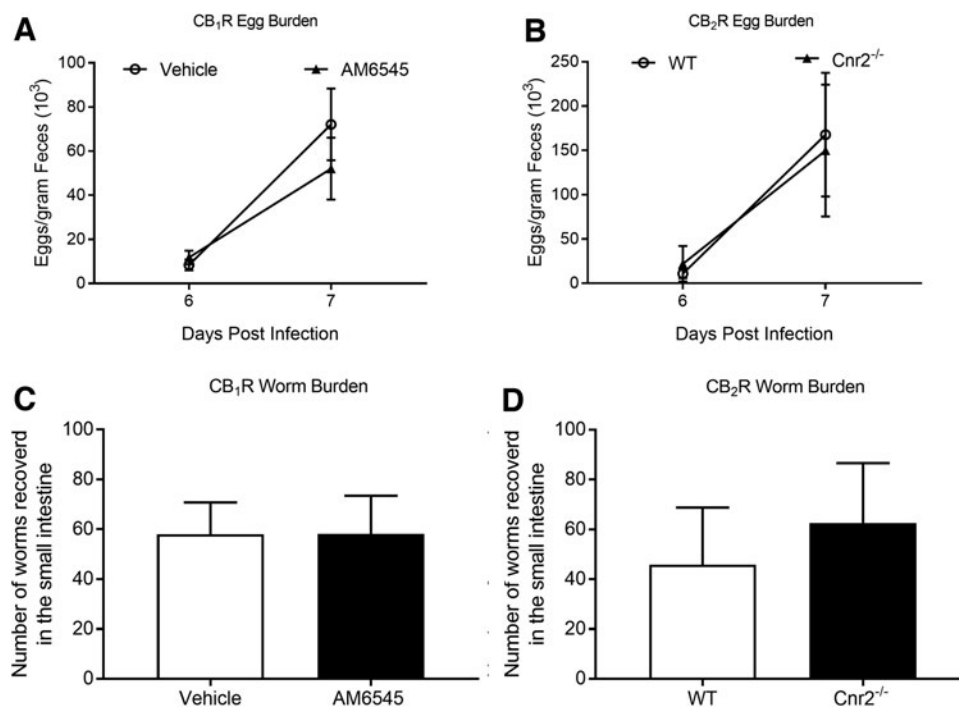 A
CB₁R Egg Burden
Vehicle
AM6545
Eggs/gram Feces (10³)
100
80
60
40
20
0
6
7
Days Post Infection
B
CB₂R Egg Burden
WT
Cnr2⁻/⁻
Eggs/gram Feces (10³)
250
200
150
100
50
0
6
7
Days Post Infection
C
CB₁R Worm Burden
Number of worms recoverd
in the small intestine
100
80
60
40
20
0
Vehicle
AM6545
D
CB₂R Worm Burden
Number of worms recoverd
in the small intestine
100
80
60
40
20
0
WT
Cnr2⁻/⁻